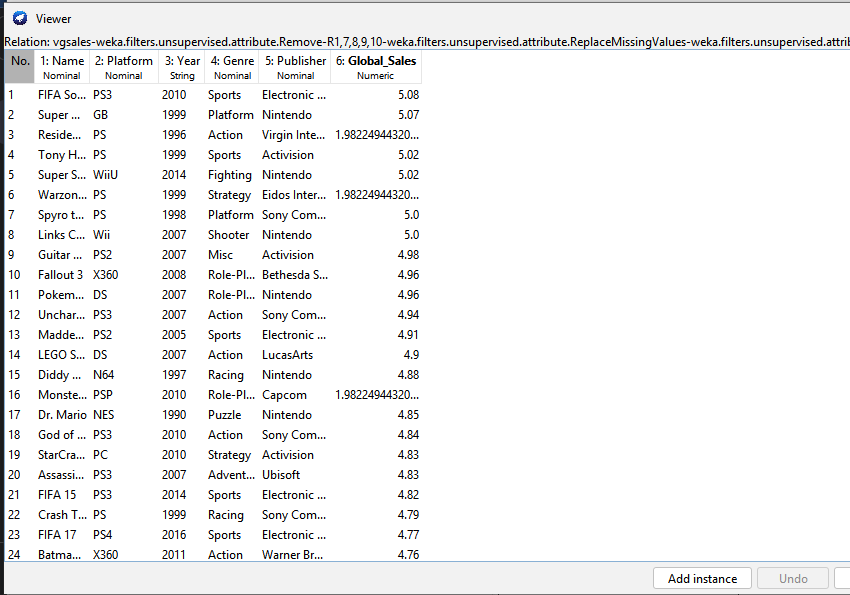 Viewer
Relation: vgsales-weka.filters.unsupervised.attribute.Remove-R1,7,8,9,10-weka.filters.unsupervised.attribute.ReplaceMissingValues-weka.filters.unsupervised.attrib
No. 1: Name 2: Platform 3: Year 4: Genre 5: Publisher 6: Global_Sales
Nominal Nominal String Nominal Nominal Numeric
1 FIFA So... PS3 2010 Sports Electronic ... 5.08
2 Super ... GB 1999 Platform Nintendo 5.07
3 Reside... PS 1996 Action Virgin Inte... 1.98224944320...
4 Tony H... PS 1999 Sports Activision 5.02
5 Super S... WiiU 2014 Fighting Nintendo 5.02
6 Warzon... PS 1999 Strategy Eidos Inter... 1.98224944320...
7 Spyro t... PS 1998 Platform Sony Com... 5.0
8 Links C... Wii 2007 Shooter Nintendo 5.0
9 Guitar ... PS2 2007 Misc Activision 4.98
10 Fallout 3 X360 2008 Role-Pl... Bethesda S... 4.96
11 Pokem... DS 2007 Role-Pl... Nintendo 4.96
12 Unchar... PS3 2007 Action Sony Com... 4.94
13 Madde... PS2 2005 Sports Electronic ... 4.91
14 LEGO S... DS 2007 Action LucasArts 4.9
15 Diddy ... N64 1997 Racing Nintendo 4.88
16 Monste... PSP 2010 Role-Pl... Capcom 1.98224944320...
17 Dr. Mario NES 1990 Puzzle Nintendo 4.85
18 God of ... PS3 2010 Action Sony Com... 4.84
19 StarCra... PC 2010 Strategy Activision 4.83
20 Assassi... PS3 2007 Advent... Ubisoft 4.83
21 FIFA 15 PS3 2014 Sports Electronic ... 4.82
22 Crash T... PS 1999 Racing Sony Com... 4.79
23 FIFA 17 PS4 2016 Sports Electronic ... 4.77
24 Batma... X360 2011 Action Warner Br... 4.76
Add instance Undo